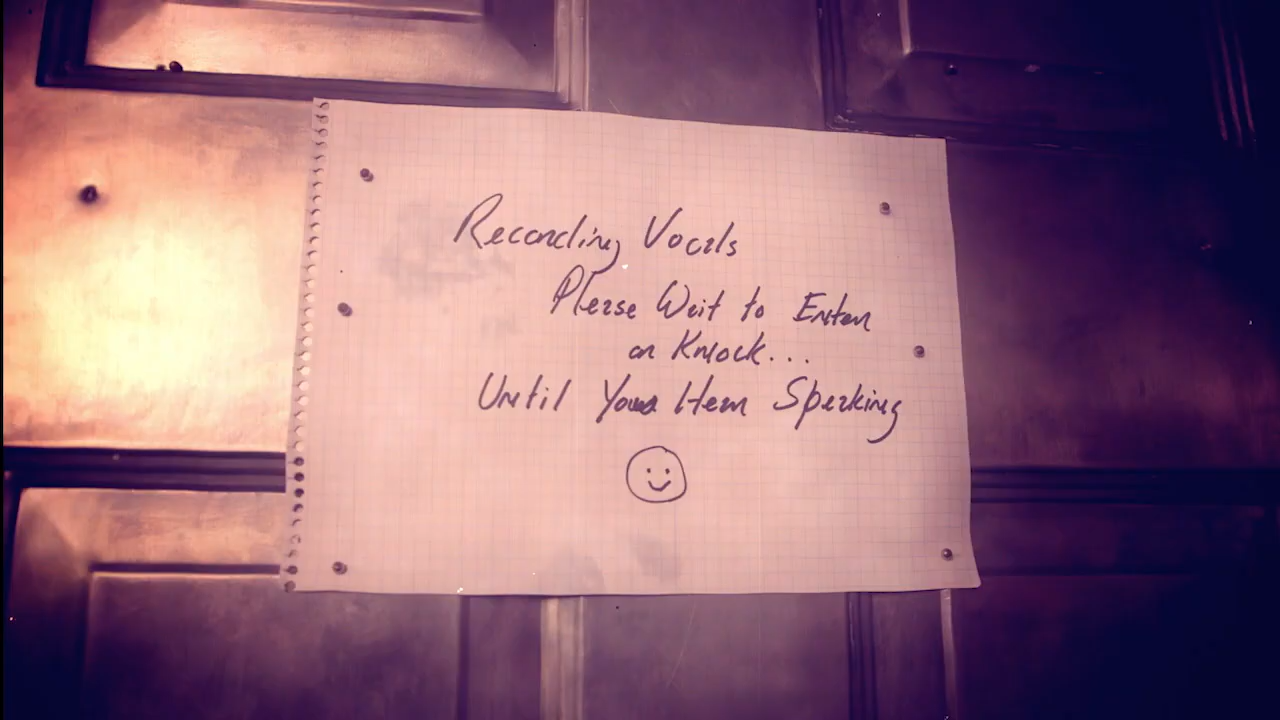 Recording Vocals
Please Wait to Enter
or Knock...
Until You Hear Speaking